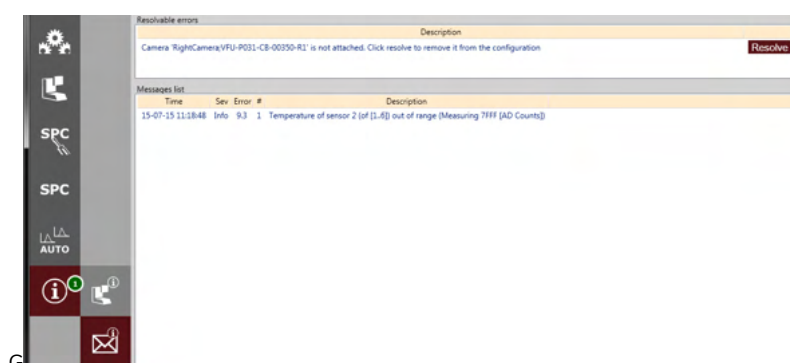 Resolvable errors
Description
Camera 'RightCamera;VFU-P031-CB-00350-R1' is not attached. Click resolve to remove it from the configuration
Resolve
Messages list
Time Sev Error # Description
15-07-15 11:18:48 Info 9.3 1 Temperature of sensor 2 (of [1..6]) out of range (Measuring 7FFF [AD Counts])
SPC
SPC
AUTO
1
G